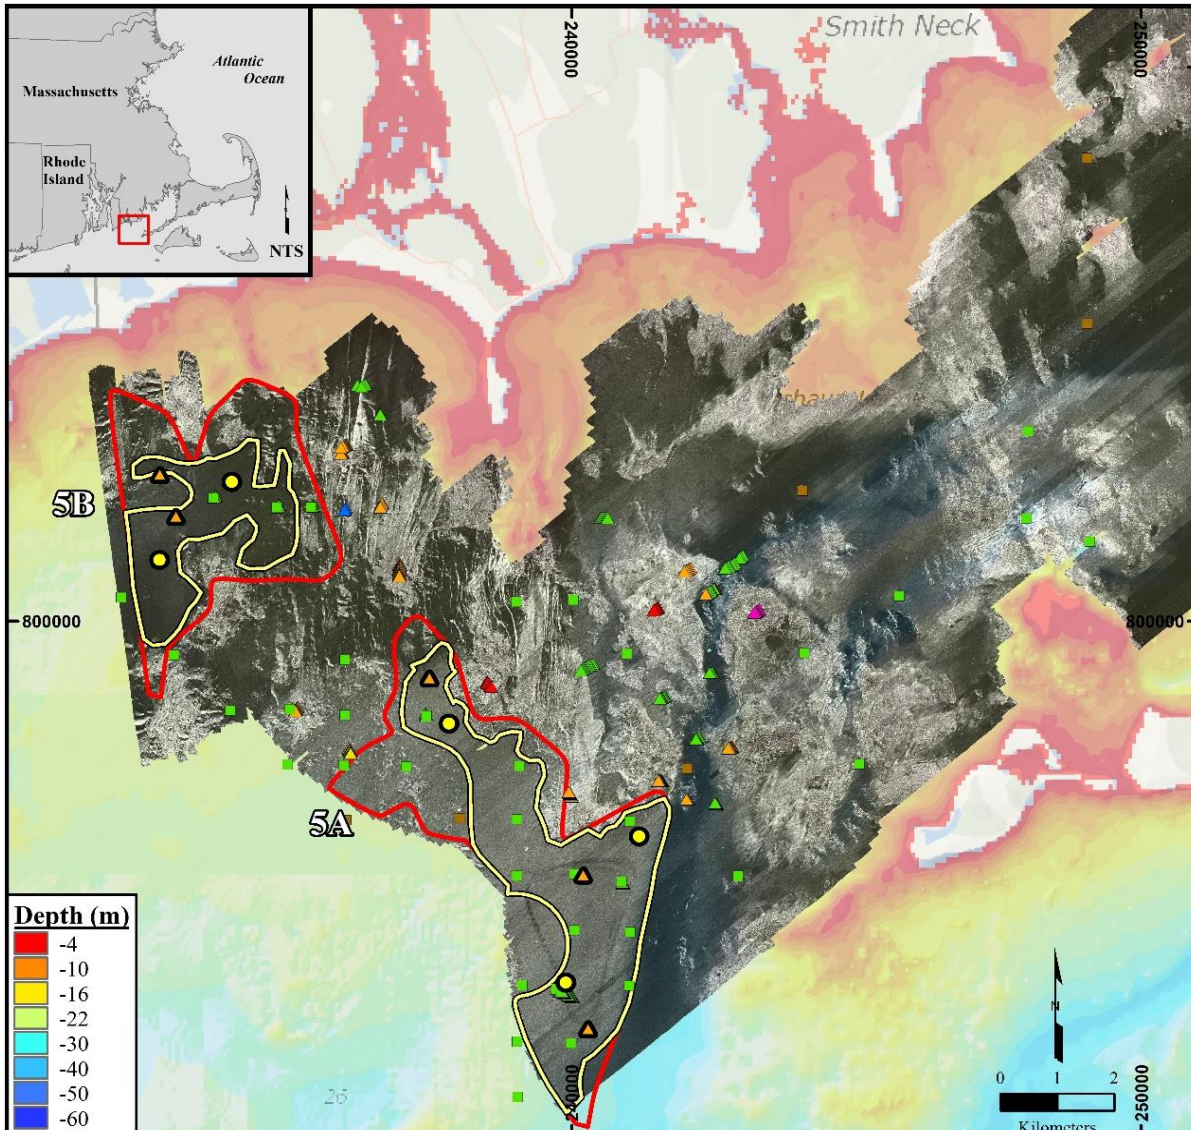 Atlantic
Ocean
Massachusetts
Rhode
Island
NTS
Smith Neck
240000
250000
5B
800000
800000
5A
Depth (m)
-4
-10
-16
-22
-30
-40
-50
-60
26
N
0 1 2
Kilometers
250000